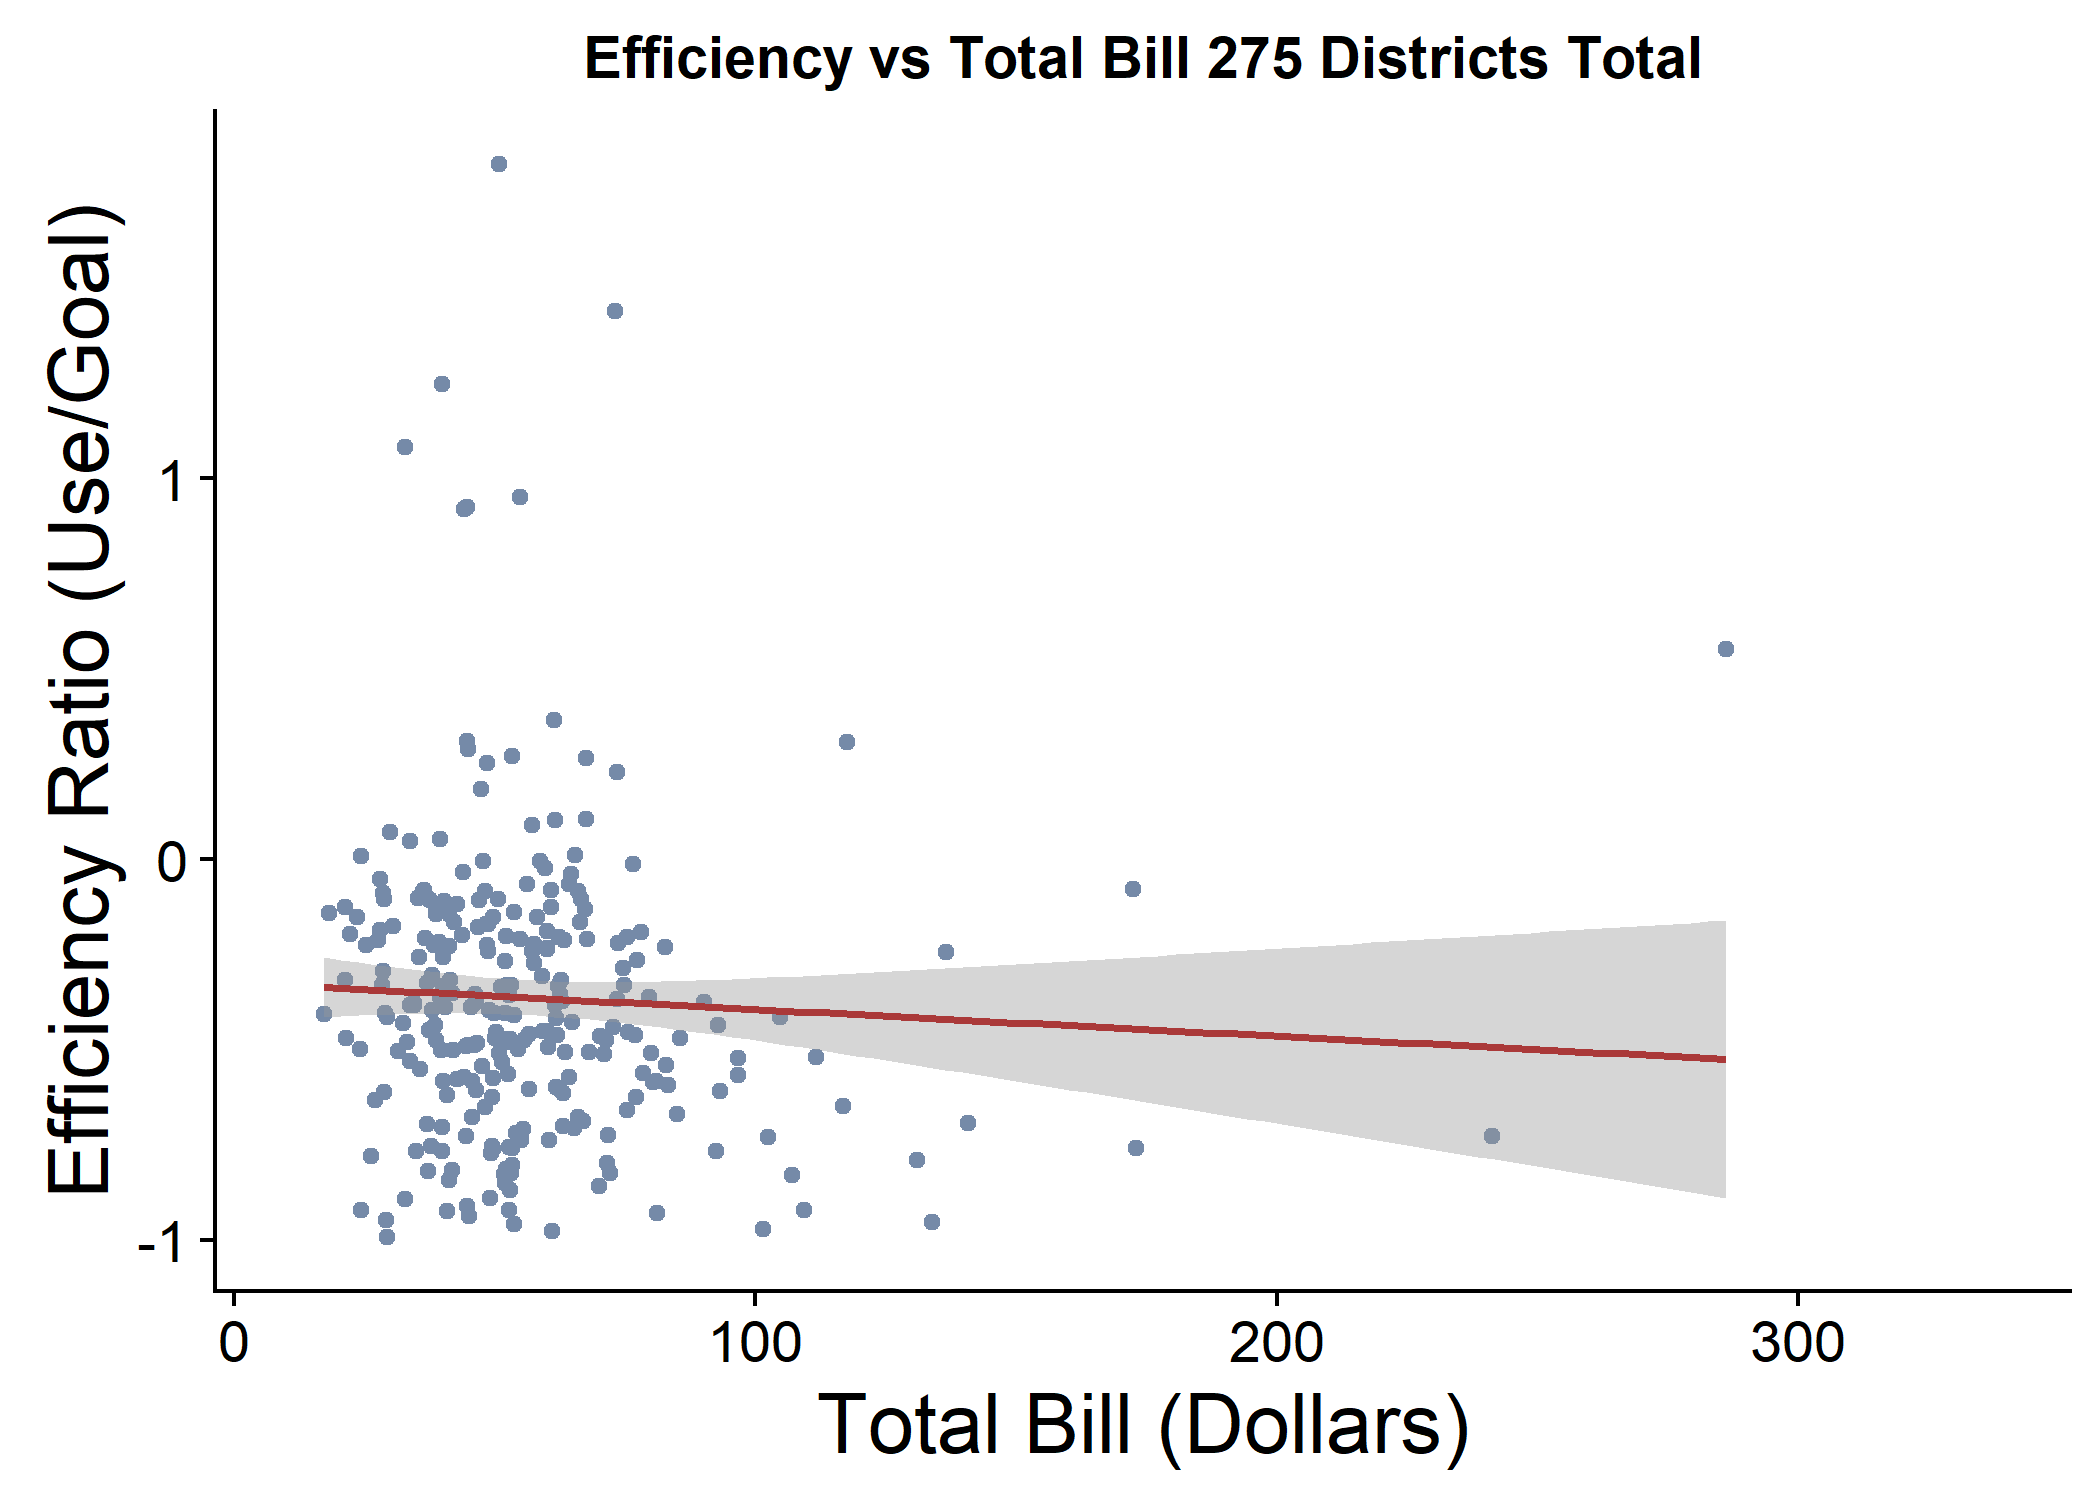 Efficiency vs Total Bill 275 Districts Total
Efficiency Ratio (Use/Goal)
1
0
-1
0 100 200 300
Total Bill (Dollars)